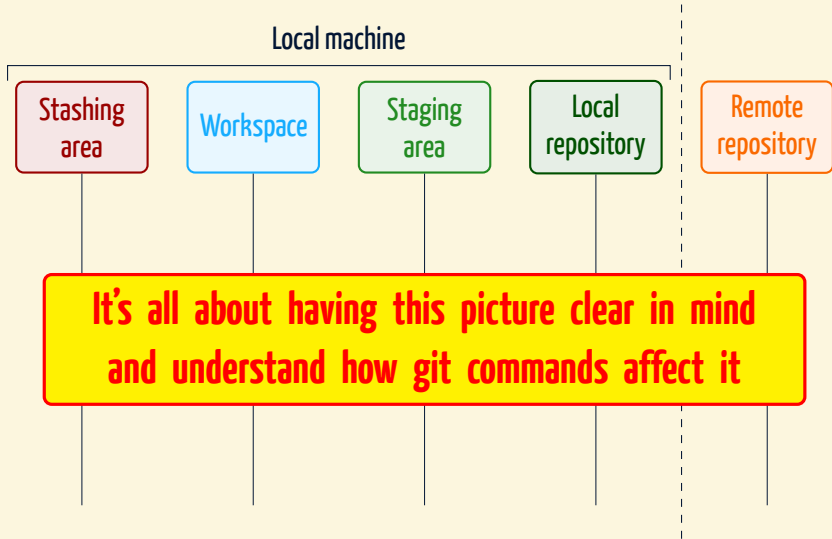 Local machine
Stashing
area
Workspace
Staging
area
Local
repository
Remote
repository
It's all about having this picture clear in mind
and understand how git commands affect it